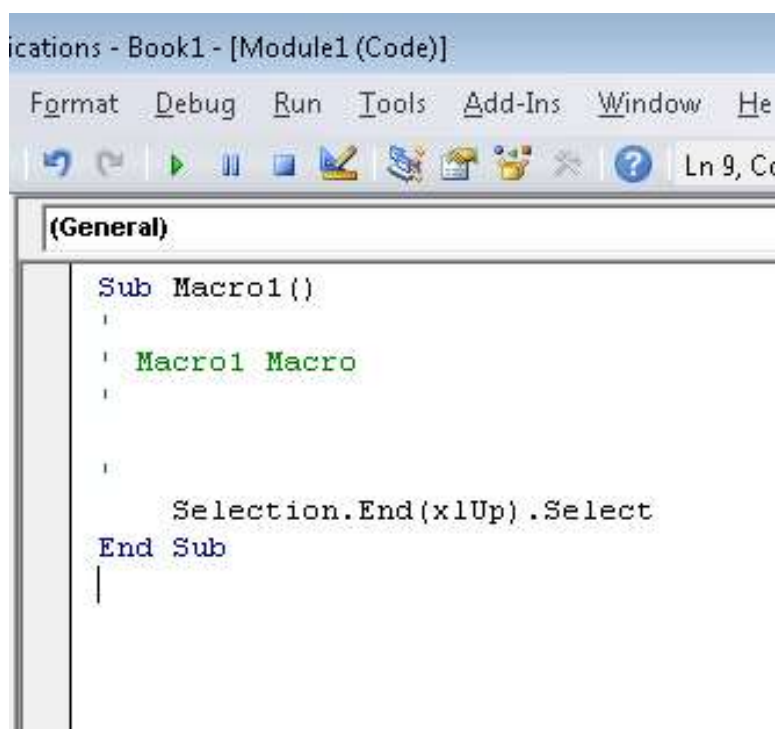 ications - Book1 - [Module1 (Code)]
Format Debug Run Tools Add-Ins Window He
Ln 9, Co
(General)
Sub Macro1()
'
' Macro1 Macro
'
'
Selection.End(xlUp).Select
End Sub